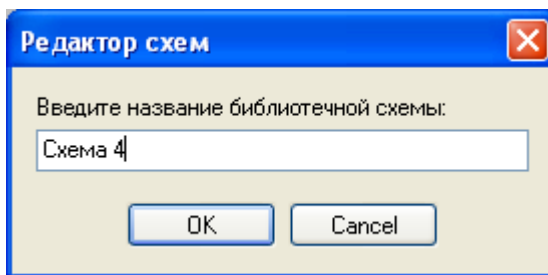 Редактор схем
Введите название библиотечной схемы:
Схема 4
OK
Cancel